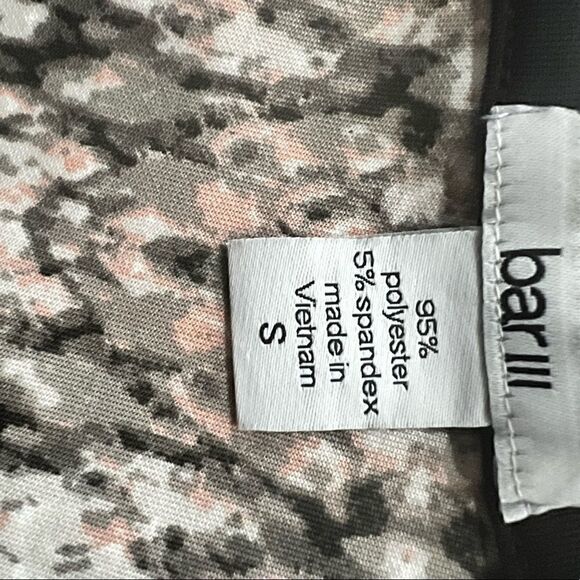 bar III
95%
polyester
5% spandex
made in
Vietnam
S